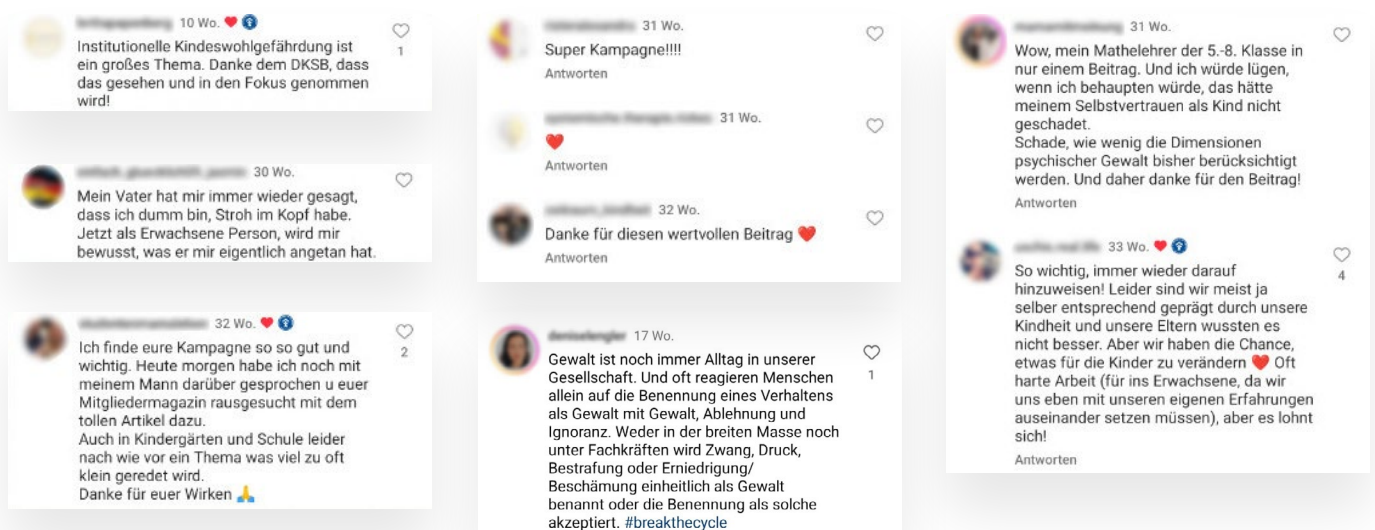 10 Wo. ❤️
Institutionelle Kindeswohlgefährdung ist
ein großes Thema. Danke dem DKSB, dass
das gesehen und in den Fokus genommen
wird!
1
30 Wo.
Mein Vater hat mir immer wieder gesagt,
dass ich dumm bin, Stroh im Kopf habe.
Jetzt als Erwachsene Person, wird mir
bewusst, was er mir eigentlich angetan hat.
32 Wo. ❤️
Ich finde eure Kampagne so so gut und
wichtig. Heute morgen habe ich noch mit
meinem Mann darüber gesprochen u euer
Mitgliedermagazin rausgesucht mit dem
tollen Artikel dazu.
Auch in Kindergärten und Schule leider
nach wie vor ein Thema was viel zu oft
klein geredet wird.
Danke für euer Wirken 🙏
2
31 Wo.
Super Kampagne!!!!
Antworten
31 Wo.
❤️
Antworten
32 Wo.
Danke für diesen wertvollen Beitrag ❤️
Antworten
17 Wo.
Gewalt ist noch immer Alltag in unserer
Gesellschaft. Und oft reagieren Menschen
allein auf die Benennung eines Verhaltens
als Gewalt mit Gewalt, Ablehnung und
Ignoranz. Weder in der breiten Masse noch
unter Fachkräften wird Zwang, Druck,
Bestrafung oder Erniedrigung/
Beschämung einheitlich als Gewalt
benannt oder die Benennung als solche
akzeptiert. #breakthecycle
1
31 Wo.
Wow, mein Mathelehrer der 5.-8. Klasse in
nur einem Beitrag. Und ich würde lügen,
wenn ich behaupten würde, das hätte
meinem Selbstvertrauen als Kind nicht
geschadet.
Schade, wie wenig die Dimensionen
psychischer Gewalt bisher berücksichtigt
werden. Und daher danke für den Beitrag!
Antworten
33 Wo. ❤️
So wichtig, immer wieder darauf
hinzuweisen! Leider sind wir meist ja
selber entsprechend geprägt durch unsere
Kindheit und unsere Eltern wussten es
nicht besser. Aber wir haben die Chance,
etwas für die Kinder zu verändern ❤️ Oft
harte Arbeit (für ins Erwachsene, da wir
uns eben mit unseren eigenen Erfahrungen
auseinander setzen müssen), aber es lohnt
sich!
4
Antworten